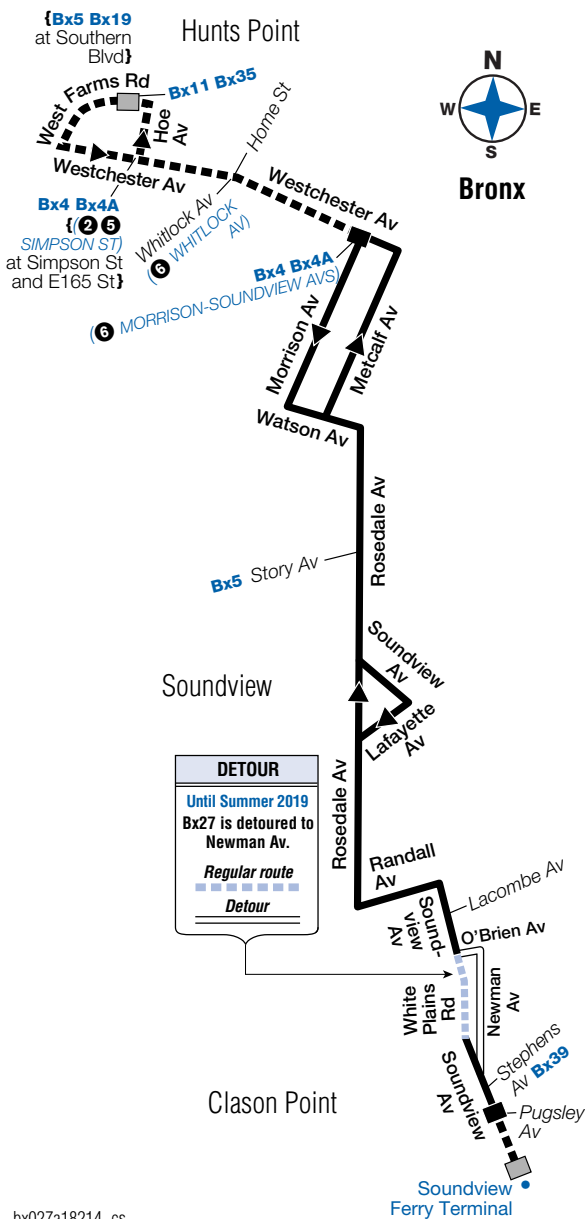 {Bx5 Bx19
at Southern
Blvd}
Hunts Point
West Farms Rd
Bx11 Bx35
Hoe
Av
Home St
N
W
E
S
Bronx
Westchester Av
Westchester Av
Bx4 Bx4A
{(2 5
SIMPSON ST)
at Simpson St
and E165 St}
Whitlock Av
(6 WHITLOCK
AV)
Bx4 Bx4A
(6 MORRISON-SOUNDVIEW AVS)
Morrison Av
Metcalf Av
Watson Av
Rosedale Av
Bx5 Story Av
Soundview
Av
Soundview
Lafayette
Av
DETOUR
Until Summer 2019
Bx27 is detoured to
Newman Av.
Regular route
Detour
Rosedale Av
Randall
Av
Lacombe Av
Sound-
view
Av
O'Brien Av
White
Plains
Rd
Newman
Av
Stephens
Av Bx39
Soundview
Av
Clason Point
Pugsley
Av
Soundview
Ferry Terminal
bx027a18214_cs